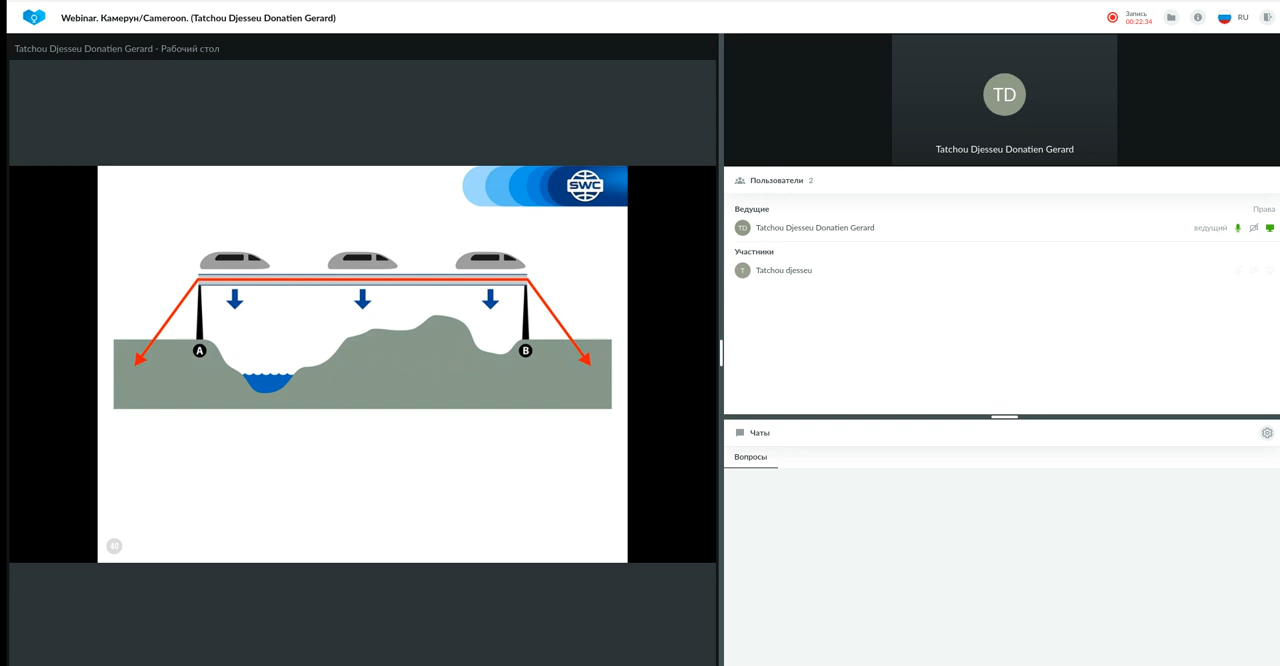 Webinar. Камерун/Cameroon. (Tatchou Djesseu Donatien Gerard)
Запись
00:22:34
RU
Tatchou Djesseu Donatien Gerard - Рабочий стол
TD
Tatchou Djesseu Donatien Gerard
Пользователи 2
Ведущие Права
TD Tatchou Djesseu Donatien Gerard ведущий
Участники
T Tatchou djesseu
Чаты
Вопросы
SWC
A B
40